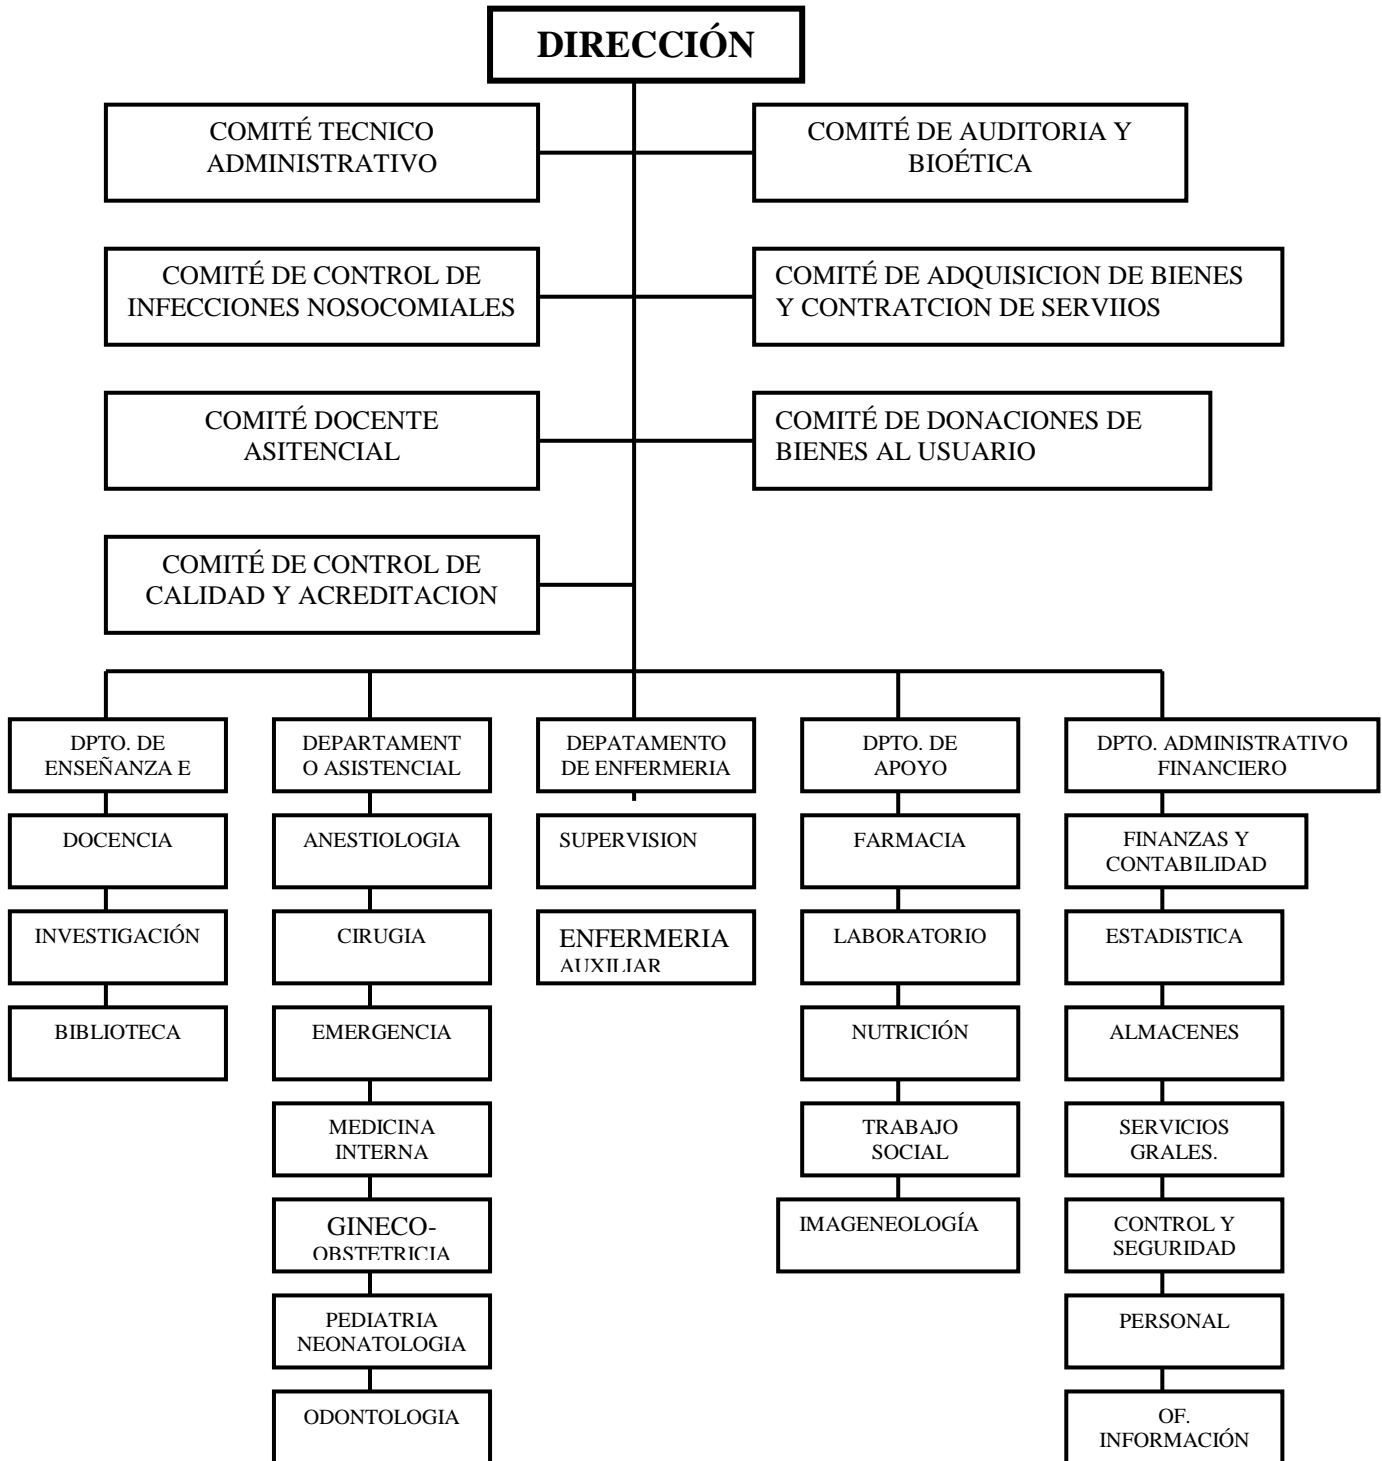 DIRECCIÓN
COMITÉ TECNICO
ADMINISTRATIVO
COMITÉ DE AUDITORIA Y
BIOÉTICA
COMITÉ DE CONTROL DE
INFECCIONES NOSOCOMIALES
COMITÉ DE ADQUISICION DE BIENES
Y CONTRATCION DE SERVIIOS
COMITÉ DOCENTE
ASITENCIAL
COMITÉ DE DONACIONES DE
BIENES AL USUARIO
COMITÉ DE CONTROL DE
CALIDAD Y ACREDITACION
DPTO. DE
ENSEÑANZA E
DEPARTAMENT
O ASISTENCIAL
DEPATAMENTO
DE ENFERMERIA
DPTO. DE
APOYO
DPTO. ADMINISTRATIVO
FINANCIERO
DOCENCIA
ANESTIOLOGIA
SUPERVISION
FARMACIA
FINANZAS Y
CONTABILIDAD
INVESTIGACIÓN
CIRUGIA
ENFERMERIA
AUXILIAR
LABORATORIO
ESTADISTICA
BIBLIOTECA
EMERGENCIA
NUTRICIÓN
ALMACENES
MEDICINA
INTERNA
TRABAJO
SOCIAL
SERVICIOS
GRALES.
GINECO-
OBSTETRICIA
IMAGENEOLOGÍA
CONTROL Y
SEGURIDAD
PEDIATRIA
NEONATOLOGIA
PERSONAL
ODONTOLOGIA
OF.
INFORMACIÓN